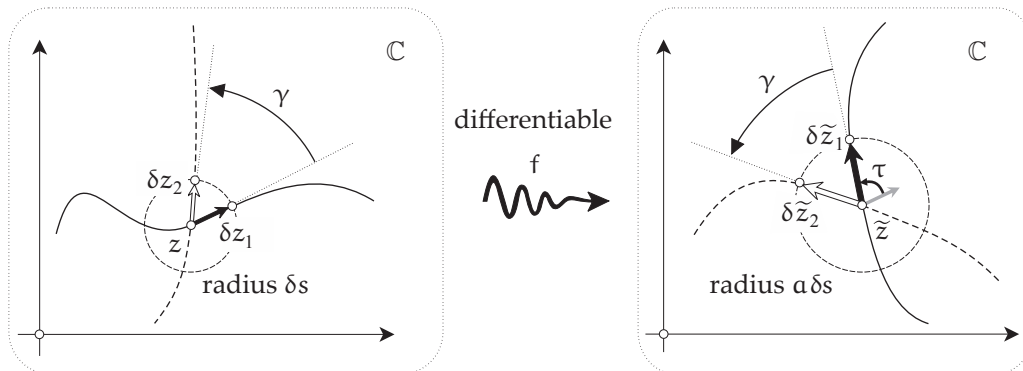 ℂ
γ
δz₂
z
δz₁
radius δs
differentiable
f
ℂ
γ
δz̃₁
τ
δz̃₂
z̃
radius aδs